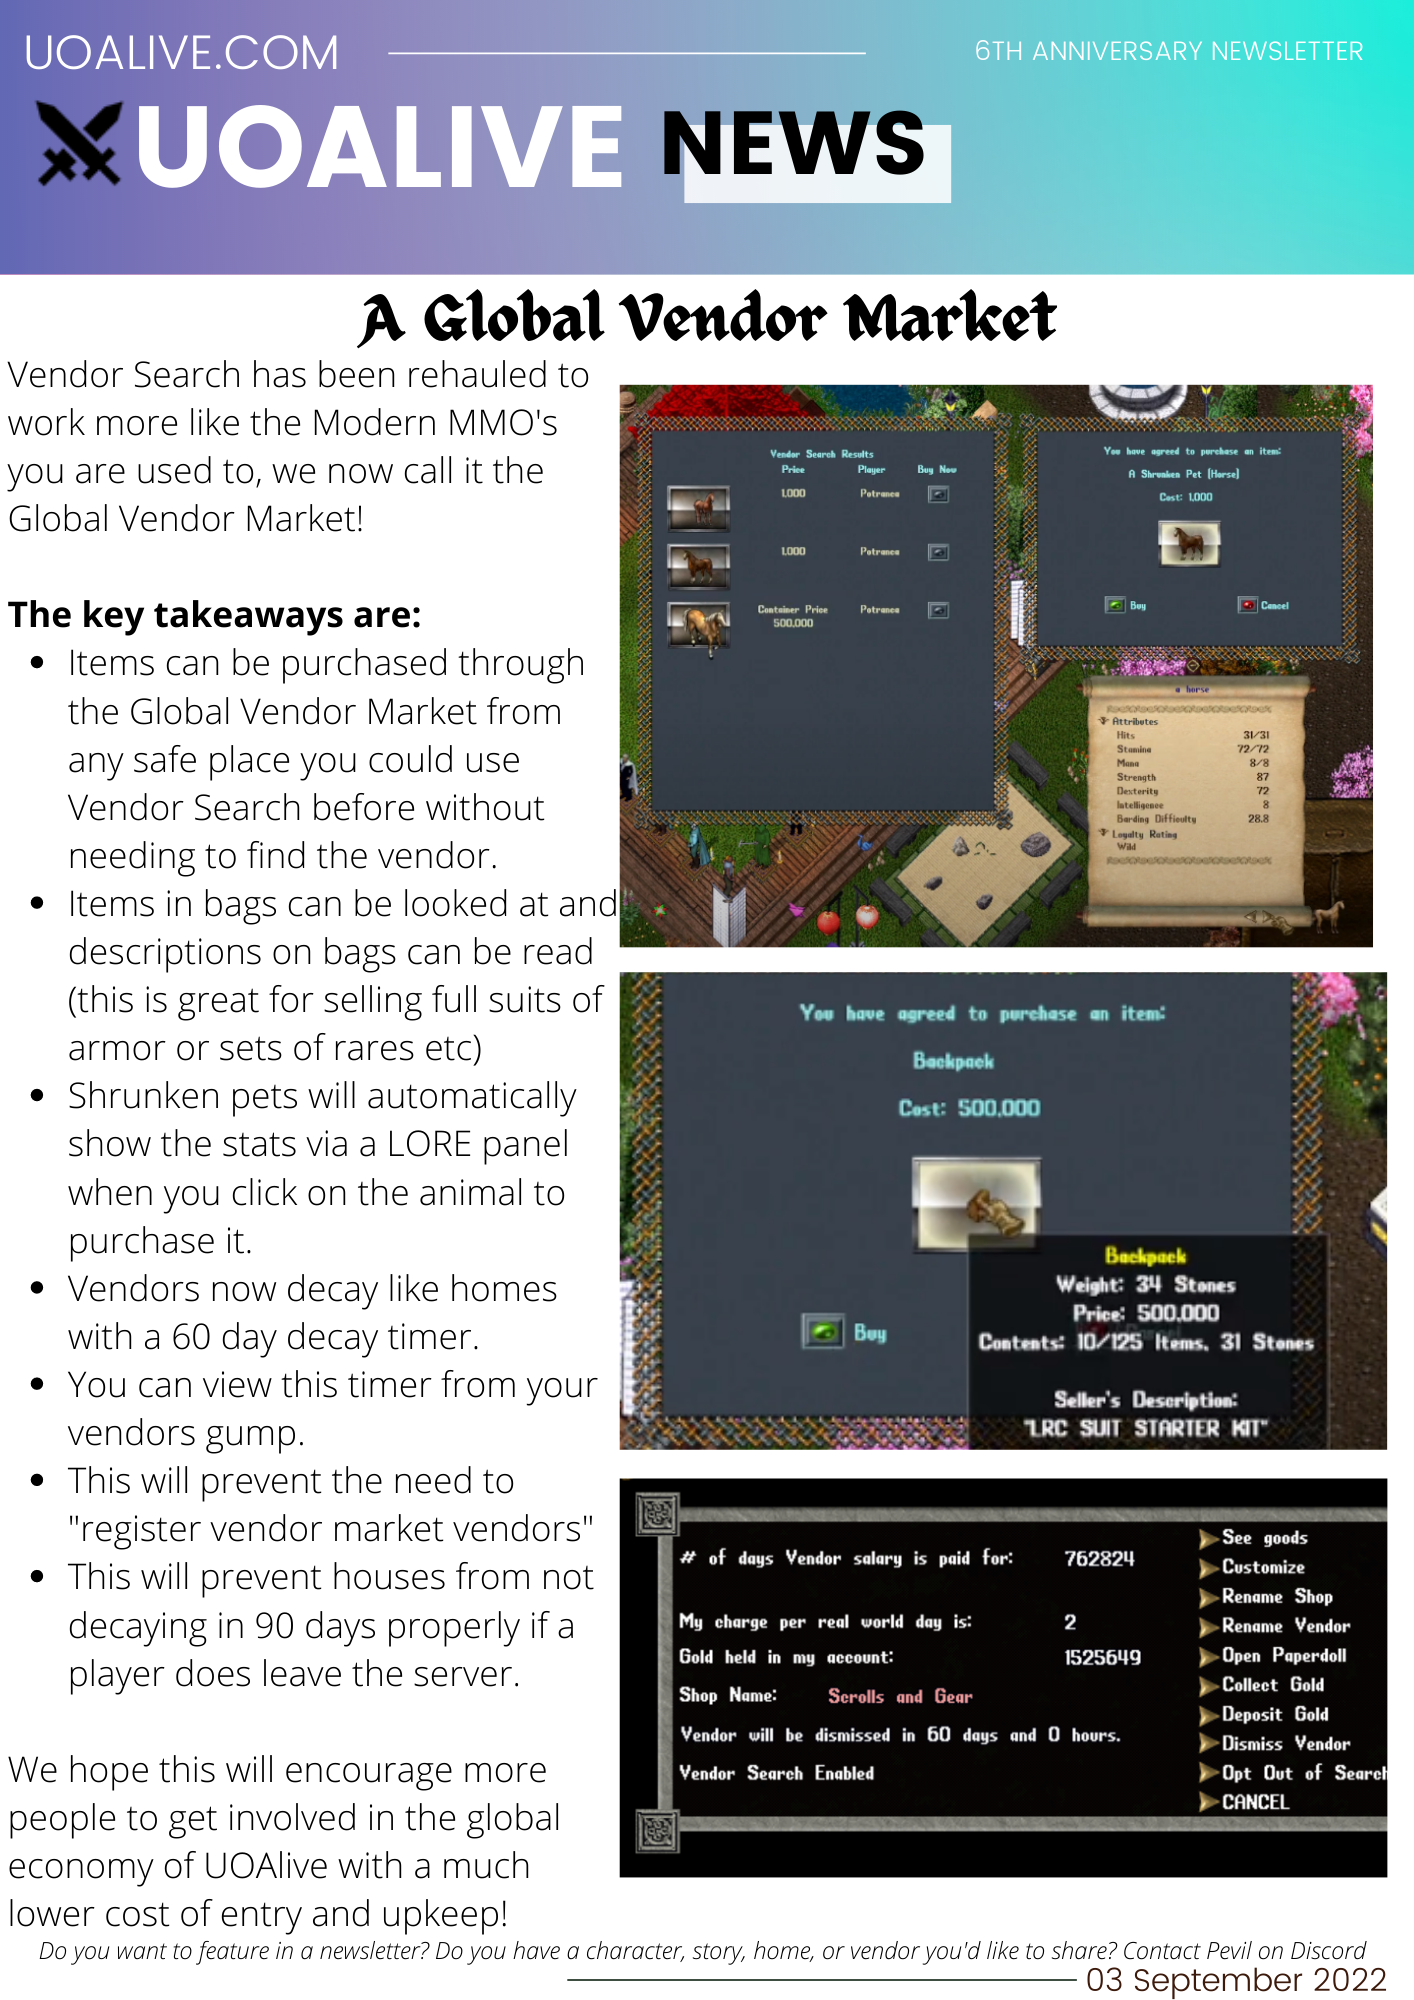 UOALIVE.COM
6TH ANNIVERSARY NEWSLETTER
UOALIVE NEWS
A Global Vendor Market
Vendor Search has been rehauled to
work more like the Modern MMO's
you are used to, we now call it the
Global Vendor Market!
The key takeaways are:
• Items can be purchased through
the Global Vendor Market from
any safe place you could use
Vendor Search before without
needing to find the vendor.
• Items in bags can be looked at and
descriptions on bags can be read
(this is great for selling full suits of
armor or sets of rares etc)
• Shrunken pets will automatically
show the stats via a LORE panel
when you click on the animal to
purchase it.
• Vendors now decay like homes
with a 60 day decay timer.
• You can view this timer from your
vendors gump.
• This will prevent the need to
"register vendor market vendors"
• This will prevent houses from not
decaying in 90 days properly if a
player does leave the server.
We hope this will encourage more
people to get involved in the global
economy of UOAlive with a much
lower cost of entry and upkeep!
Vendor Search Results
Price Player Buy Now
1,000 Petranca
1,000 Petranca
Container Price Petranca
500,000
You have agreed to purchase an item:
A Shrunken Pet (Horse)
Cost: 1,000
Buy Cancel
a horse
Attributes
Hits 31/31
Stamina 72/72
Mana 8/8
Strength 87
Dexterity 72
Intelligence 8
Barding Difficulty 28.8
Loyalty Rating
Wild
You have agreed to purchase an item:
Backpack
Cost: 500,000
Buy
Backpack
Weight: 34 Stones
Price: 500,000
Contents: 10/125 Items, 31 Stones
Seller's Description:
"LRC SUIT STARTER KIT"
# of days Vendor salary is paid for: 762824
My charge per real world day is: 2
Gold held in my account: 1525649
Shop Name: Scrolls and Gear
Vendor will be dismissed in 60 days and 0 hours.
Vendor Search Enabled
See goods
Customize
Rename Shop
Rename Vendor
Open Paperdoll
Collect Gold
Deposit Gold
Dismiss Vendor
Opt Out of Search
CANCEL
Do you want to feature in a newsletter? Do you have a character, story, home, or vendor you'd like to share? Contact Pevil on Discord
03 September 2022